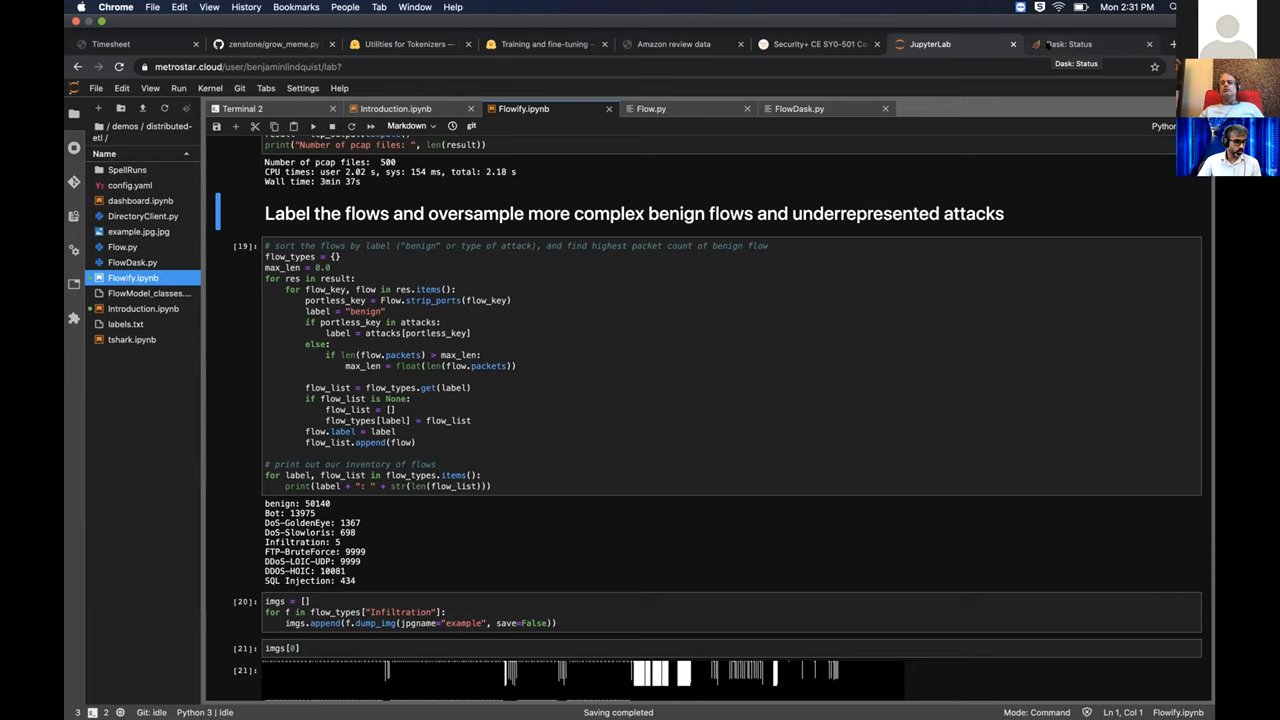 Chrome File Edit View History Bookmarks People Tab Window Help Mon 2:31 PM
Timesheet zenstone/grow_meme.py Utilities for Tokenizers — Training and fine-tuning Amazon review data Security+ CE SY0-501 JupyterLab Dask: Status
metrostar.cloud/user/benjaminlindquist/lab?
Dask: Status
File Edit View Run Kernel Git Tabs Settings Help
Terminal 2 Introduction.ipynb Flowify.ipynb Flow.py FlowDask.py
Markdown git
/ demos / distributed-
etl /
Name
SpellRuns
config.yaml
dashboard.ipynb
DirectoryClient.py
example.jpg.jpg
Flow.py
FlowDask.py
Flowify.ipynb
FlowModel_classes....
Introduction.ipynb
labels.txt
tshark.ipynb
print("Number of pcap files: ", len(result))
Number of pcap files:  500
CPU times: user 2.02 s, sys: 154 ms, total: 2.18 s
Wall time: 3min 37s
Label the flows and oversample more complex benign flows and underrepresented attacks
[19]:
# sort the flows by label ("benign" or type of attack), and find highest packet count of benign flow
flow_types = {}
max_len = 0.0
for res in result:
for flow_key, flow in res.items():
portless_key = Flow.strip_ports(flow_key)
label = "benign"
if portless_key in attacks:
label = attacks[portless_key]
else:
if len(flow.packets) > max_len:
max_len = float(len(flow.packets))
flow_list = flow_types.get(label)
if flow_list is None:
flow_list = []
flow_types[label] = flow_list
flow.label = label
flow_list.append(flow)
# print out our inventory of flows
for label, flow_list in flow_types.items():
print(label + ": " + str(len(flow_list)))
benign: 50140
Bot: 13975
DoS-GoldenEye: 1367
DoS-Slowloris: 698
Infiltration: 5
FTP-BruteForce: 9999
DDoS-LOIC-UDP: 9999
DDOS-HOIC: 10081
SQL Injection: 434
[20]:
imgs = []
for f in flow_types["Infiltration"]:
imgs.append(f.dump_img(jpgname="example", save=False))
[21]:
imgs[0]
[21]:
3 2 Git: idle Python 3 | Idle Saving completed Mode: Command Ln 1, Col 1 Flowify.ipynb